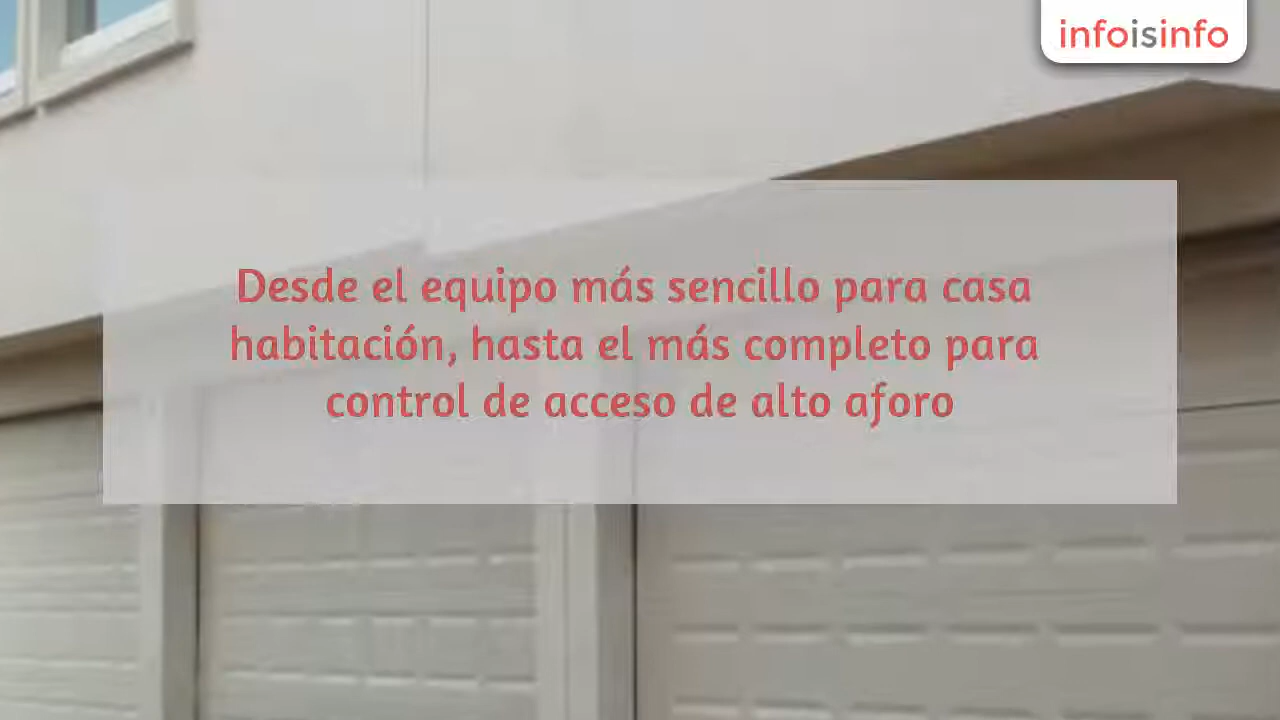 infoisinfo
Desde el equipo más sencillo para casa
habitación, hasta el más completo para
control de acceso de alto aforo